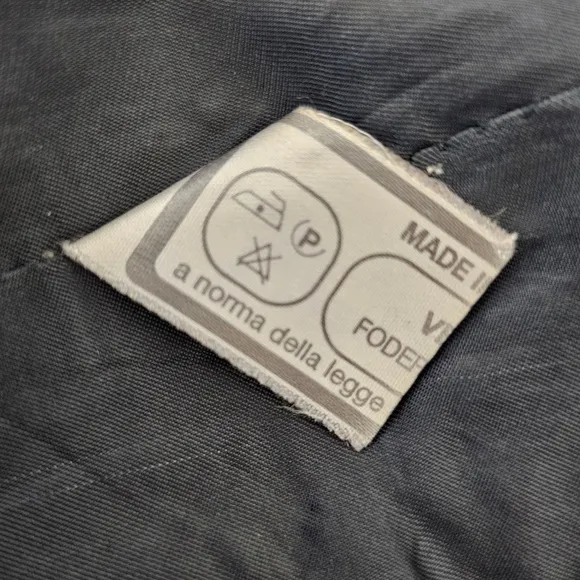 P
MADE I
VI
FODER
a norma della legge